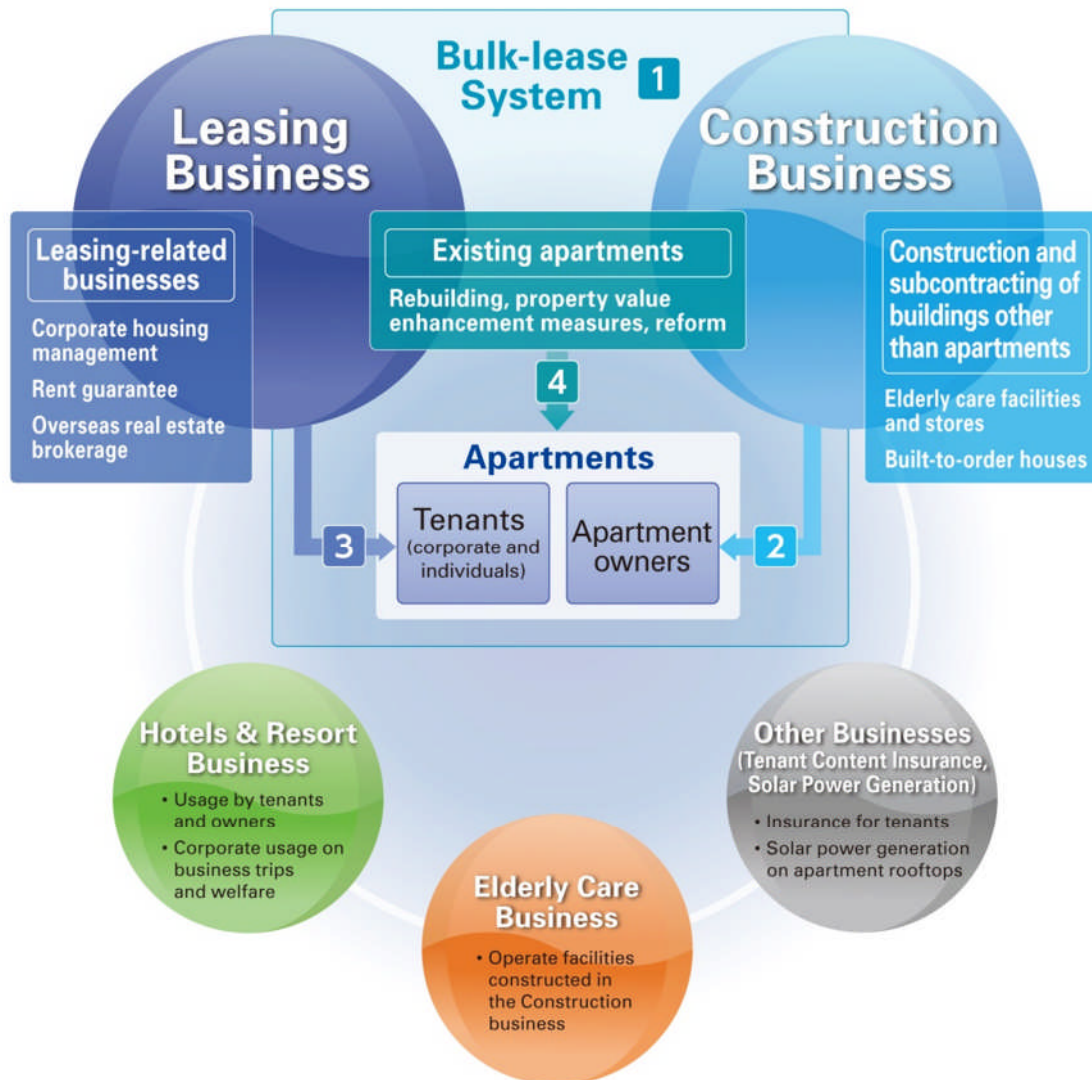 Bulk-lease
System
1
Leasing
Business
Construction
Business
Leasing-related
businesses
Corporate housing
management
Rent guarantee
Overseas real estate
brokerage
Existing apartments
Rebuilding, property value
enhancement measures, reform
Construction and
subcontracting of
buildings other
than apartments
Elderly care facilities
and stores
Built-to-order houses
4
Apartments
Tenants
(corporate and
individuals)
Apartment
owners
3
2
Hotels & Resort
Business
• Usage by tenants
and owners
• Corporate usage on
business trips
and welfare
Elderly Care
Business
• Operate facilities
constructed in
the Construction
business
Other Businesses
(Tenant Content Insurance,
Solar Power Generation)
• Insurance for tenants
• Solar power generation
on apartment rooftops